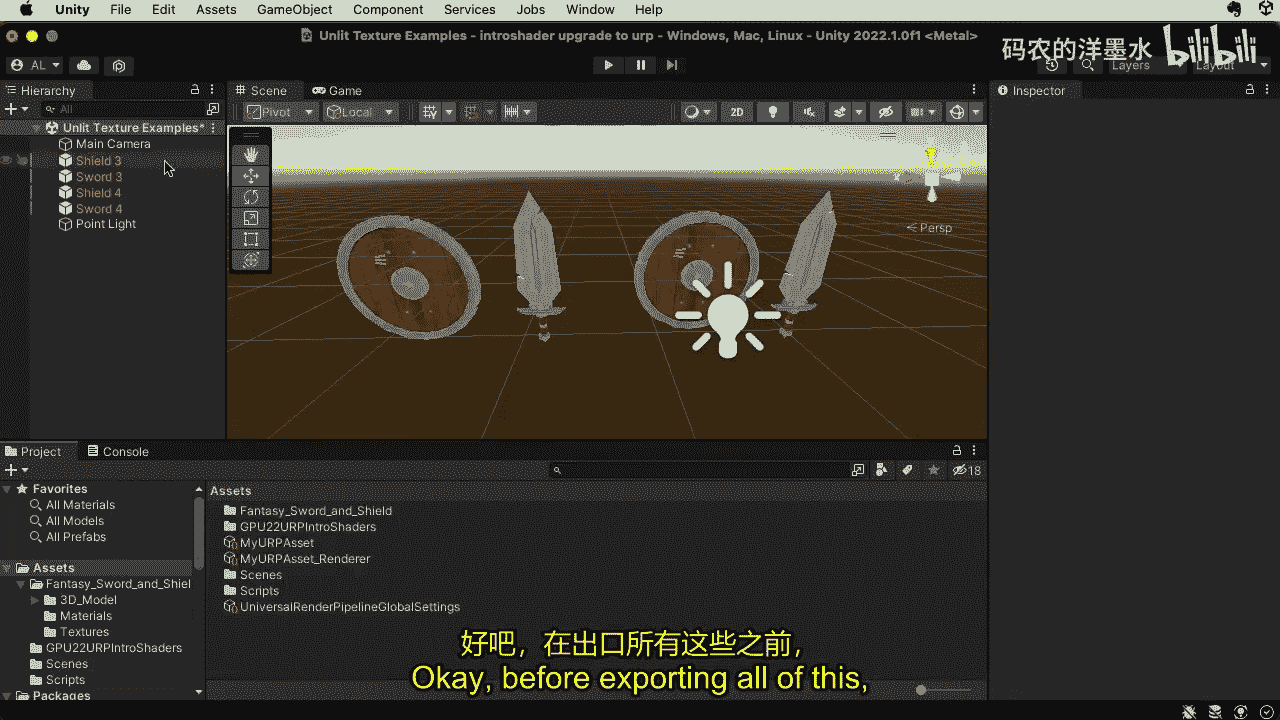 Unity File Edit Assets GameObject Component Services Jobs Window Help
Unlit Texture Examples - introshader upgrade to urp - Windows, Mac, Linux - Unity 2022.1.0f1 <Metal>
码农的洋墨水 bilibili
AL Layers Layout
Hierarchy Scene Game Inspector
All Pivot Local 2D
Unlit Texture Examples*
Main Camera
Shield 3
Sword 3
Shield 4
Sword 4
Point Light
Persp
Project Console
18
Favorites
All Materials
All Models
All Prefabs
Assets
Fantasy_Sword_and_Shiel
3D_Model
Materials
Textures
GPU22URPIntroShaders
Scenes
Scripts
Packages
Assets
Fantasy_Sword_and_Shield
GPU22URPIntroShaders
MyURPAsset
MyURPAsset_Renderer
Scenes
Scripts
UniversalRenderPipelineGlobalSettings
好吧，在出口所有这些之前，
Okay, before exporting all of this,